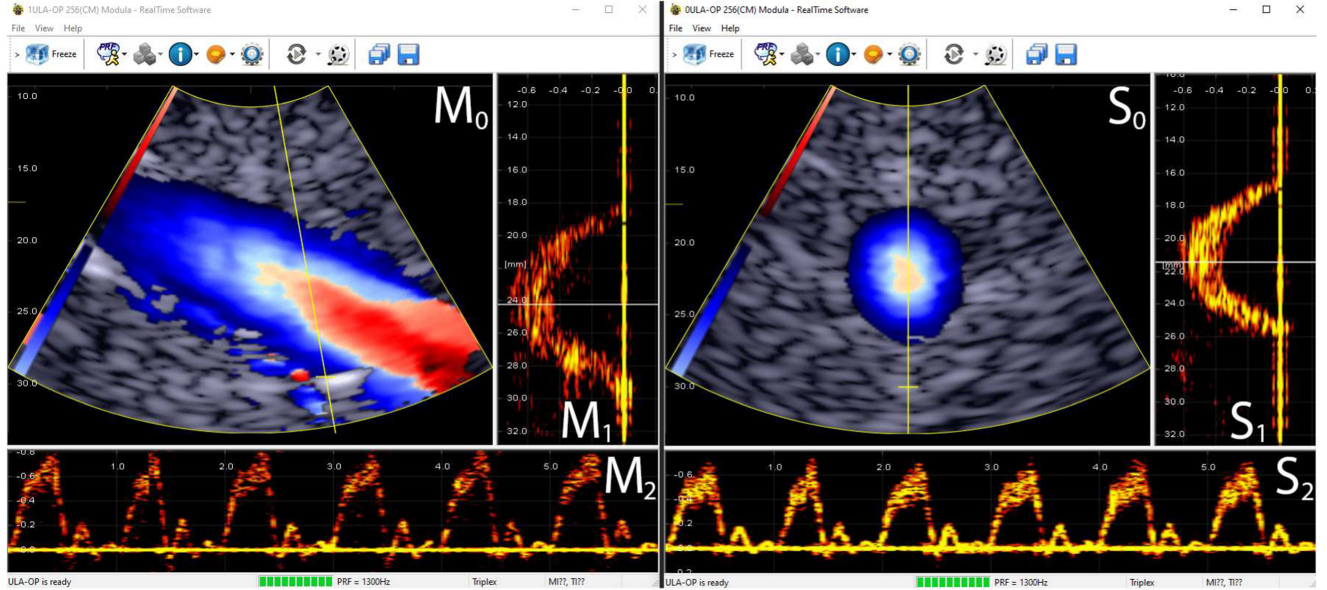 1ULA-OP 256(CM) Modula - RealTime Software
File View Help
> Freeze PRF
10.0
15.0
20.0
25.0
30.0
M0
-0.6 -0.4 -0.2 -0.0 0.
12.0
14.0
16.0
18.0
20.0
[mm]
24.0
26.0
28.0
30.0
32.0
M1
-0.8
-0.6
-0.4
-0.2
-0.0
1.0 2.0 3.0 4.0 5.0
M2
ULA-OP is ready PRF = 1300Hz Triplex MI??, TI??
0ULA-OP 256(CM) Modula - RealTime Software
File View Help
> Freeze PRF
10.0
15.0
20.0
25.0
30.0
S0
-0.6 -0.4 -0.2 -0.0
12.0
14.0
16.0
18.0
20.0
[mm]
24.0
26.0
28.0
30.0
32.0
S1
-0.6
-0.4
-0.2
0.2
1.0 2.0 3.0 4.0 5.0
S2
ULA-OP is ready PRF = 1300Hz Triplex MI??, TI??